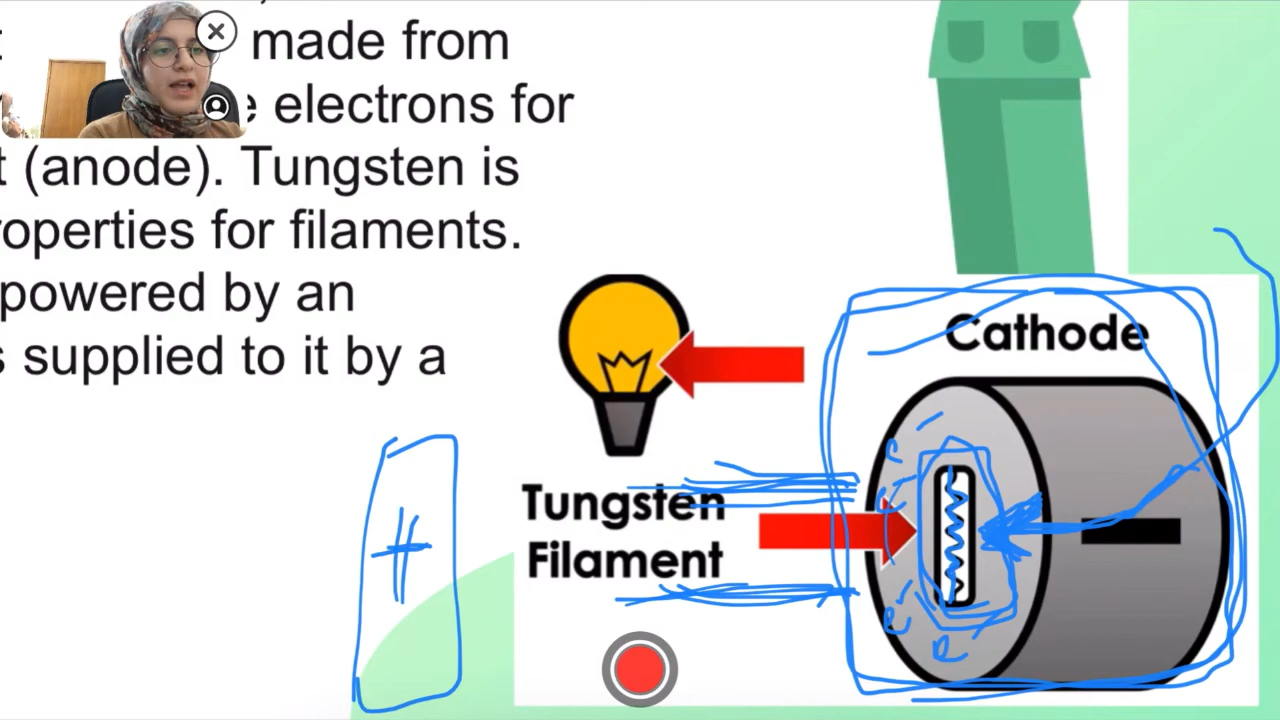 t made from
e electrons for
t (anode). Tungsten is
roperties for filaments.
powered by an
s supplied to it by a
Cathode
Tungsten
Filament
+
e-
e-
e-
e